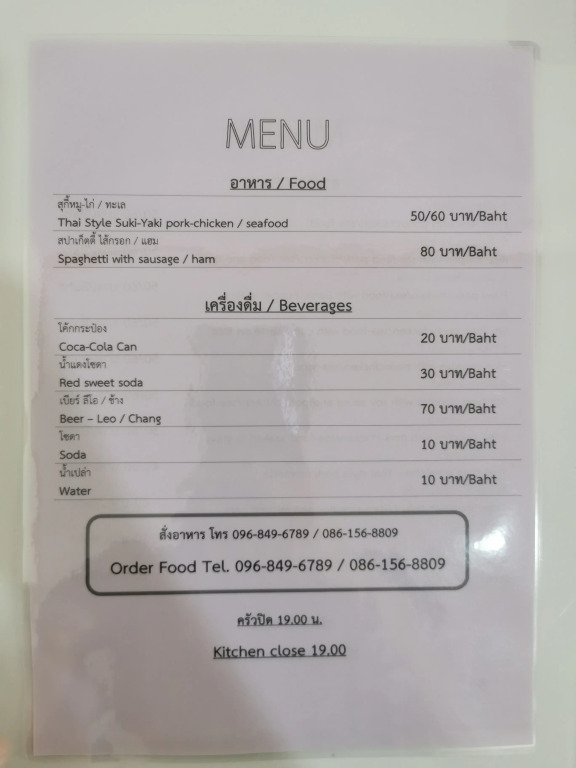 MENU
อาหาร / Food
สุกี้หมู-ไก่ / ทะเล
Thai Style Suki-Yaki pork-chicken / seafood 50/60 บาท/Baht
สปาเก็ตตี้ ไส้กรอก / แฮม
Spaghetti with sausage / ham 80 บาท/Baht
เครื่องดื่ม / Beverages
โค้กกระป๋อง
Coca-Cola Can 20 บาท/Baht
น้ำแดงโซดา
Red sweet soda 30 บาท/Baht
เบียร์ ลีโอ / ช้าง
Beer – Leo / Chang 70 บาท/Baht
โซดา
Soda 10 บาท/Baht
น้ำเปล่า
Water 10 บาท/Baht
สั่งอาหาร โทร 096-849-6789 / 086-156-8809
Order Food Tel. 096-849-6789 / 086-156-8809
ครัวปิด 19.00 น.
Kitchen close 19.00